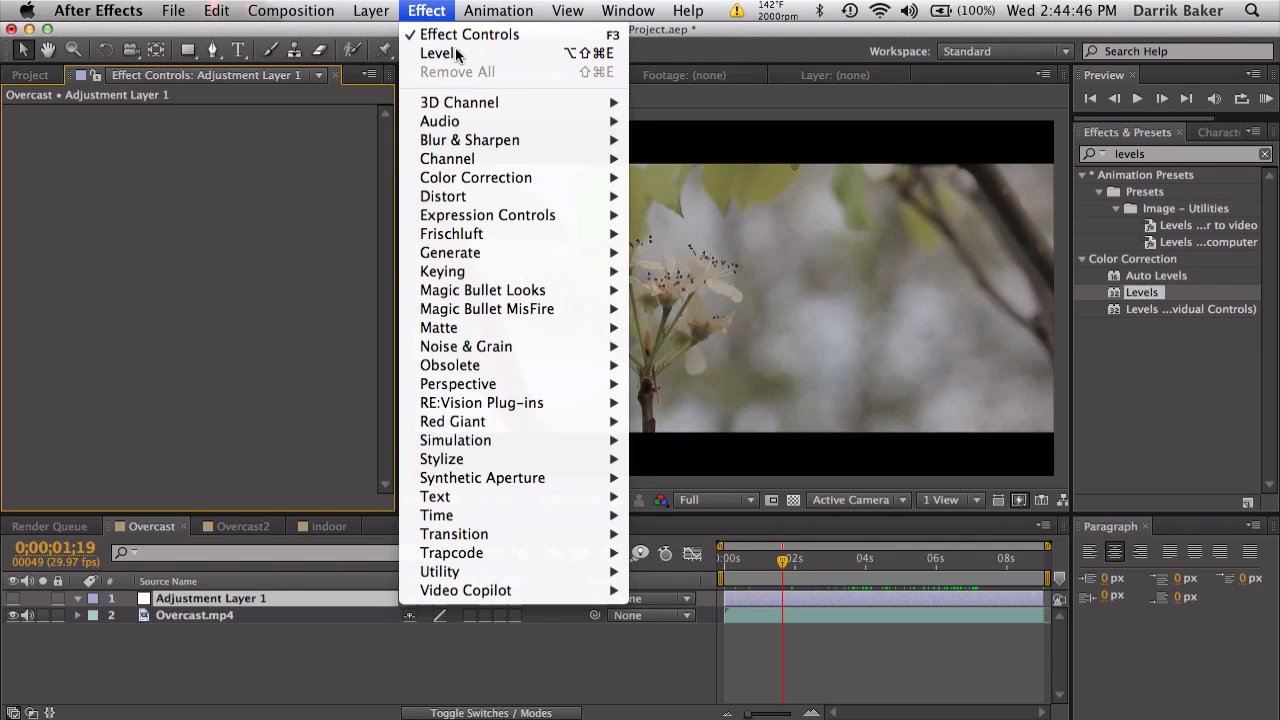 After Effects File Edit Composition Layer Effect Animation View Window Help 142°F 2000rpm (100%) Wed 2:44:46 PM Darrik Baker
Project.aep *
Workspace: Standard Search Help
Project Effect Controls: Adjustment Layer 1 Footage: (none) Layer: (none) Preview
Overcast • Adjustment Layer 1
Effect Controls F3
Levels ⌥⇧⌘E
Remove All ⇧⌘E
3D Channel
Audio
Blur & Sharpen
Channel
Color Correction
Distort
Expression Controls
Frischluft
Generate
Keying
Magic Bullet Looks
Magic Bullet MisFire
Matte
Noise & Grain
Obsolete
Perspective
RE:Vision Plug-ins
Red Giant
Simulation
Stylize
Synthetic Aperture
Text
Time
Transition
Trapcode
Utility
Video Copilot
Effects & Presets Charact
levels
* Animation Presets
Presets
Image – Utilities
Levels ...r to video
Levels ...computer
Color Correction
Auto Levels
Levels
Levels ...vidual Controls)
Full Active Camera 1 View
Render Queue Overcast Overcast2 Indoor
Paragraph
0;00;01;19
00049 (29.97 fps)
):00s 02s 04s 06s 08s
0 px 0 px 0 px
0 px 0 px
# Source Name
1 Adjustment Layer 1
2 Overcast.mp4 None
Toggle Switches / Modes